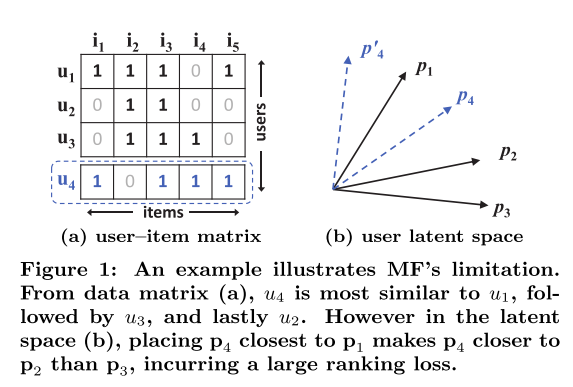 i1 i2 i3 i4 i5
u1 1 1 1 0 1
u2 0 1 1 0 0
u3 0 1 1 1 0
u4 1 0 1 1 1
users
items
(a) user–item matrix
p'4
p1
p4
p2
p3
(b) user latent space
Figure 1: An example illustrates MF's limitation.
From data matrix (a), u4 is most similar to u1, fol-
lowed by u3, and lastly u2. However in the latent
space (b), placing p4 closest to p1 makes p4 closer to
p2 than p3, incurring a large ranking loss.